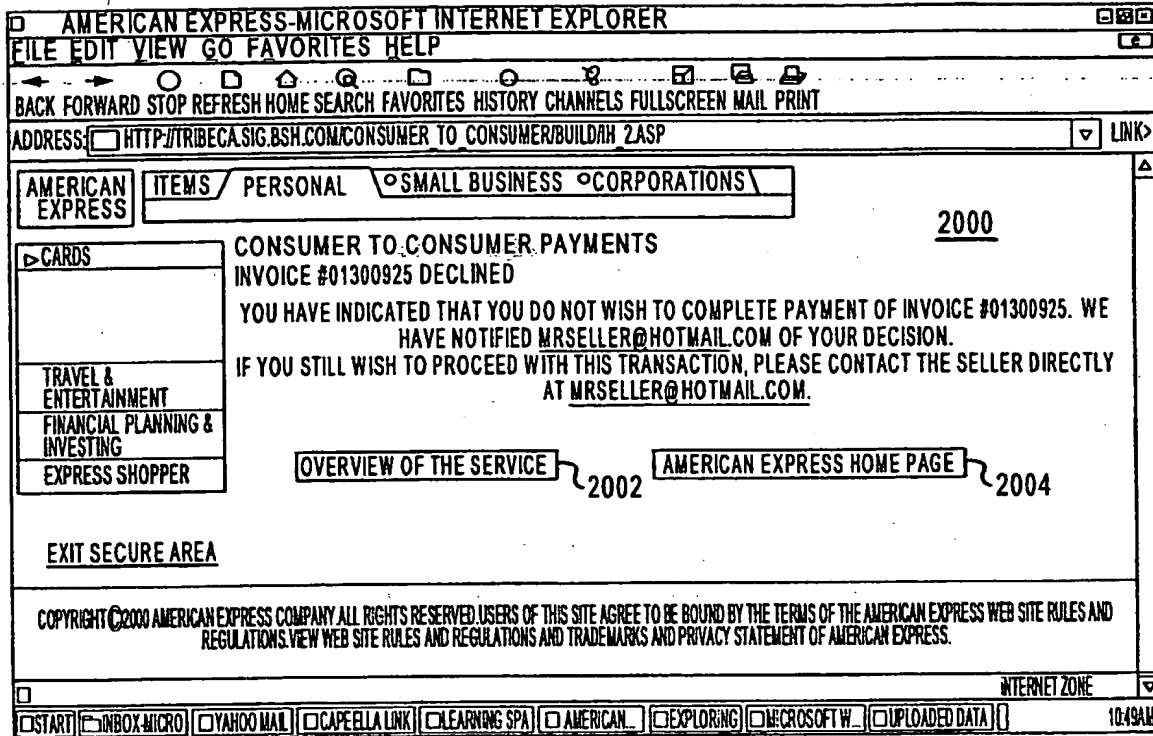 AMERICAN EXPRESS-MICROSOFT INTERNET EXPLORER
FILE EDIT VIEW GO FAVORITES HELP
BACK FORWARD STOP REFRESH HOME SEARCH FAVORITES HISTORY CHANNELS FULLSCREEN MAIL PRINT
ADDRESS: HTTP://TRIBECA.SIG.BSH.COM/CONSUMER_TO_CONSUMER/BUILD/IH_2.ASP LINK>
AMERICAN EXPRESS
ITEMS PERSONAL SMALL BUSINESS CORPORATIONS
2000
CARDS
TRAVEL &
ENTERTAINMENT
FINANCIAL PLANNING &
INVESTING
EXPRESS SHOPPER
CONSUMER TO CONSUMER PAYMENTS
INVOICE #01300925 DECLINED
YOU HAVE INDICATED THAT YOU DO NOT WISH TO COMPLETE PAYMENT OF INVOICE #01300925. WE
HAVE NOTIFIED MRSELLER@HOTMAIL.COM OF YOUR DECISION.
IF YOU STILL WISH TO PROCEED WITH THIS TRANSACTION, PLEASE CONTACT THE SELLER DIRECTLY
AT MRSELLER@HOTMAIL.COM.
OVERVIEW OF THE SERVICE 2002 AMERICAN EXPRESS HOME PAGE 2004
EXIT SECURE AREA
COPYRIGHT©2000 AMERICAN EXPRESS COMPANY ALL RIGHTS RESERVED.USERS OF THIS SITE AGREE TO BE BOUND BY THE TERMS OF THE AMERICAN EXPRESS WEB SITE RULES AND
REGULATIONS.VIEW WEB SITE RULES AND REGULATIONS AND TRADEMARKS AND PRIVACY STATEMENT OF AMERICAN EXPRESS.
INTERNET ZONE
START INBOX-MICRO YAHOO MAIL CAPEELLA LINK LEARNING SPA AMERICAN... EXPLORING MICROSOFT W... UPLOADED DATA 10:49AM